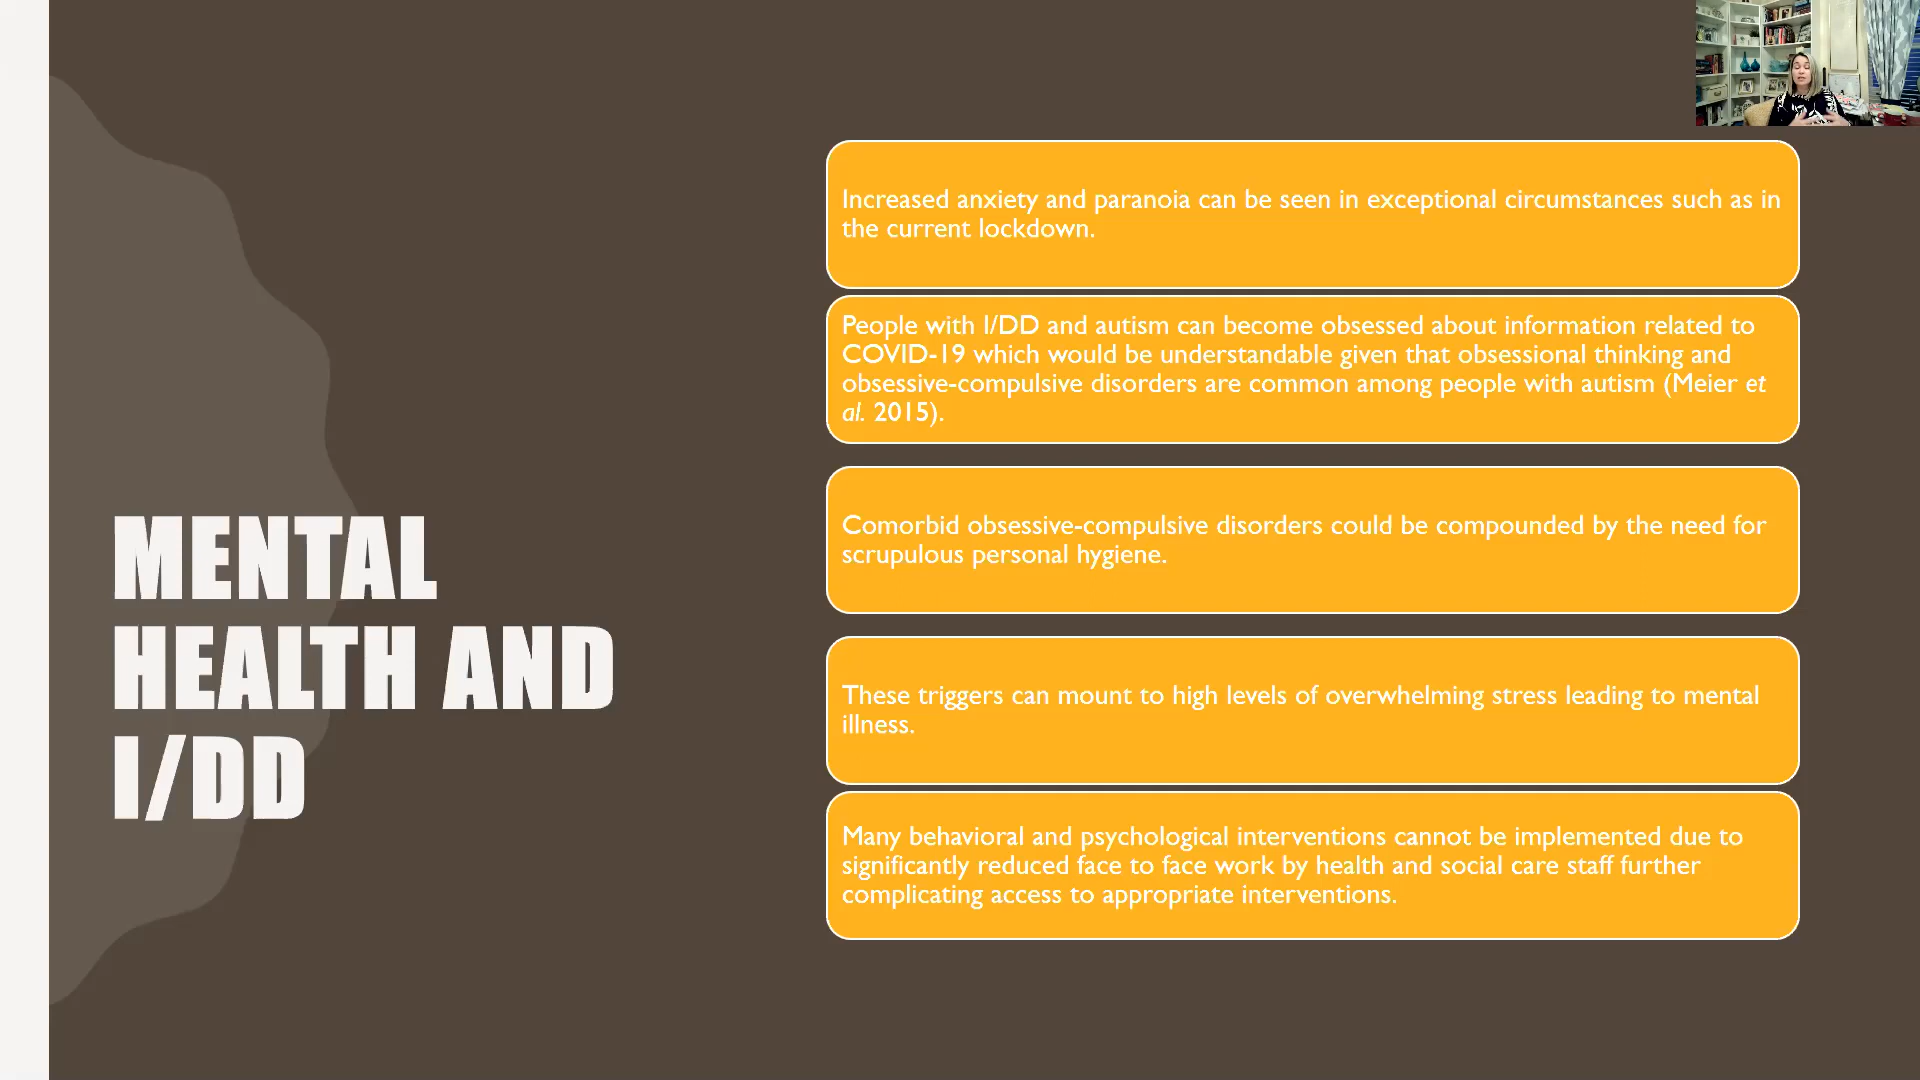 MENTAL
HEALTH AND
I/DD
Increased anxiety and paranoia can be seen in exceptional circumstances such as in
the current lockdown.
People with I/DD and autism can become obsessed about information related to
COVID-19 which would be understandable given that obsessional thinking and
obsessive-compulsive disorders are common among people with autism (Meier et
al. 2015).
Comorbid obsessive-compulsive disorders could be compounded by the need for
scrupulous personal hygiene.
These triggers can mount to high levels of overwhelming stress leading to mental
illness.
Many behavioral and psychological interventions cannot be implemented due to
significantly reduced face to face work by health and social care staff further
complicating access to appropriate interventions.